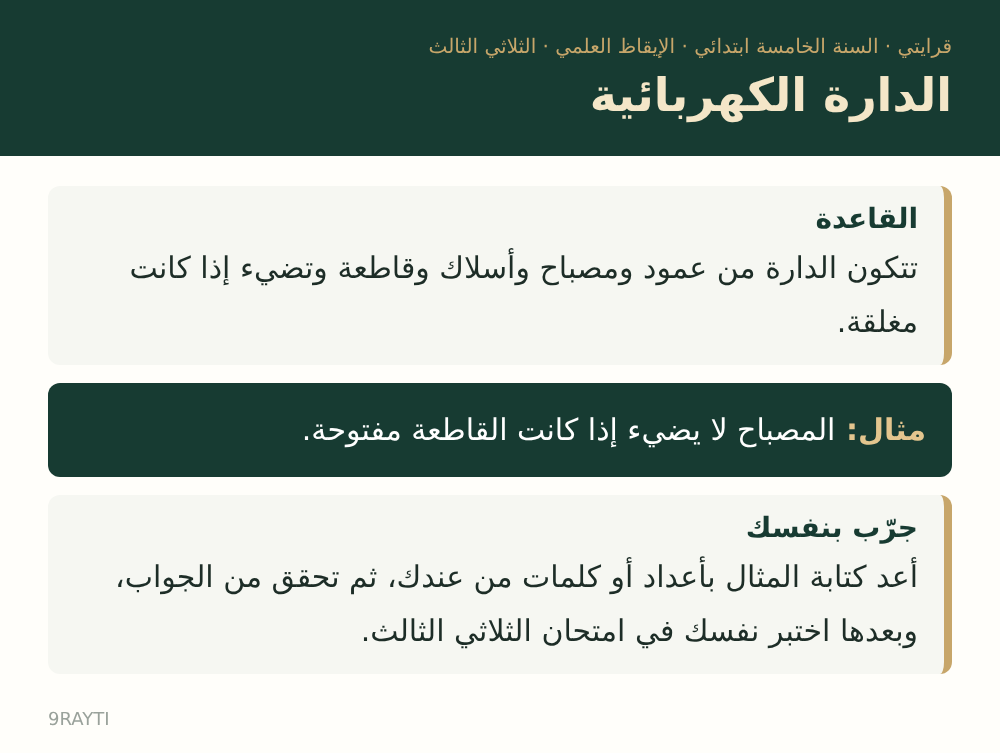 قرايتي · السنة الخامسة ابتدائي · الإيقاظ العلمي · الثلاثي الثالث
الدارة الكهربائية
القاعدة
تتكون الدارة من عمود ومصباح وأسلاك وقاطعة وتضيء إذا كانت
مغلقة.
مثال: المصباح لا يضيء إذا كانت القاطعة مفتوحة.
جرّب بنفسك
أعد كتابة المثال بأعداد أو كلمات من عندك، ثم تحقق من الجواب،
وبعدها اختبر نفسك في امتحان الثلاثي الثالث.
9RAYTI